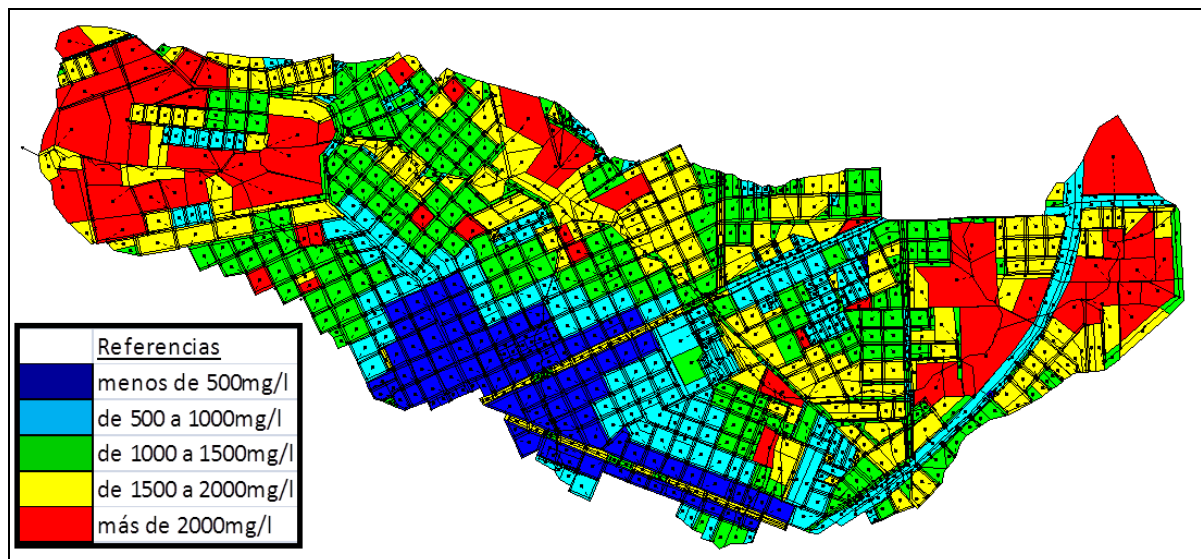 Referencias
menos de 500mg/l
de 500 a 1000mg/l
de 1000 a 1500mg/l
de 1500 a 2000mg/l
más de 2000mg/l